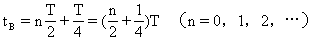 t_B = n T/2 + T/4 = (n/2 + 1/4)T （n = 0，1，2，…）